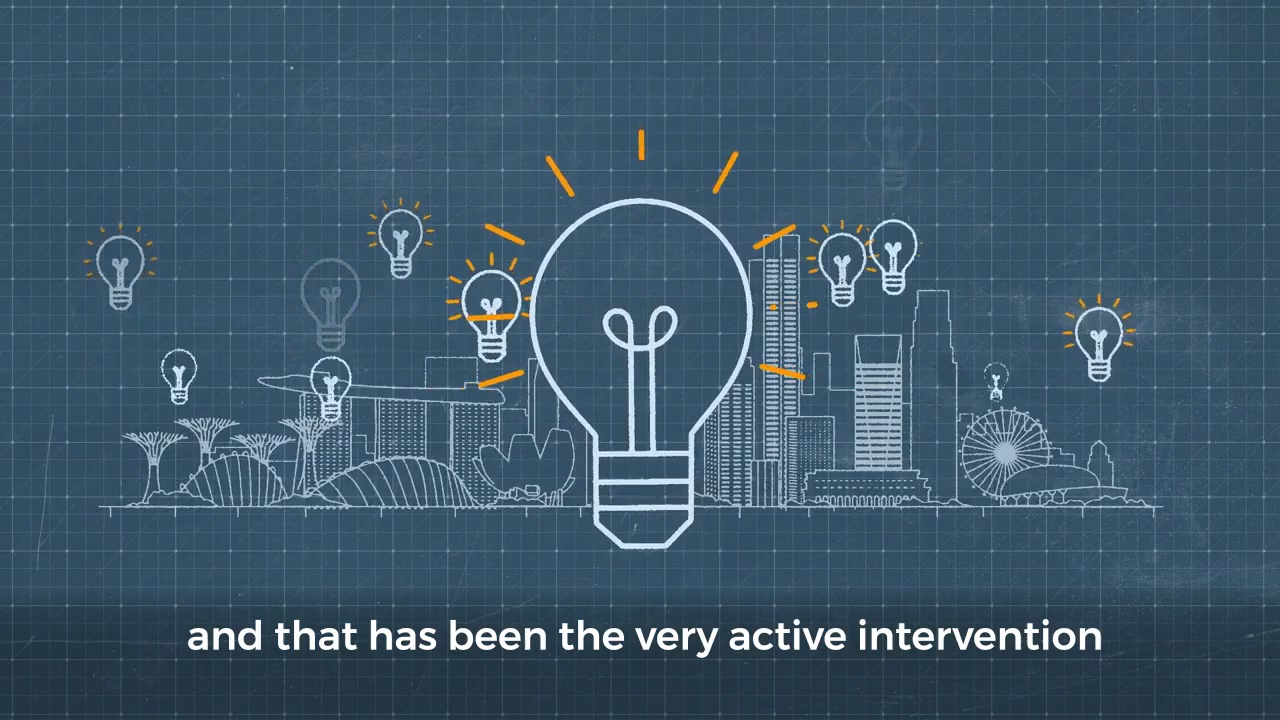 and that has been the very active intervention